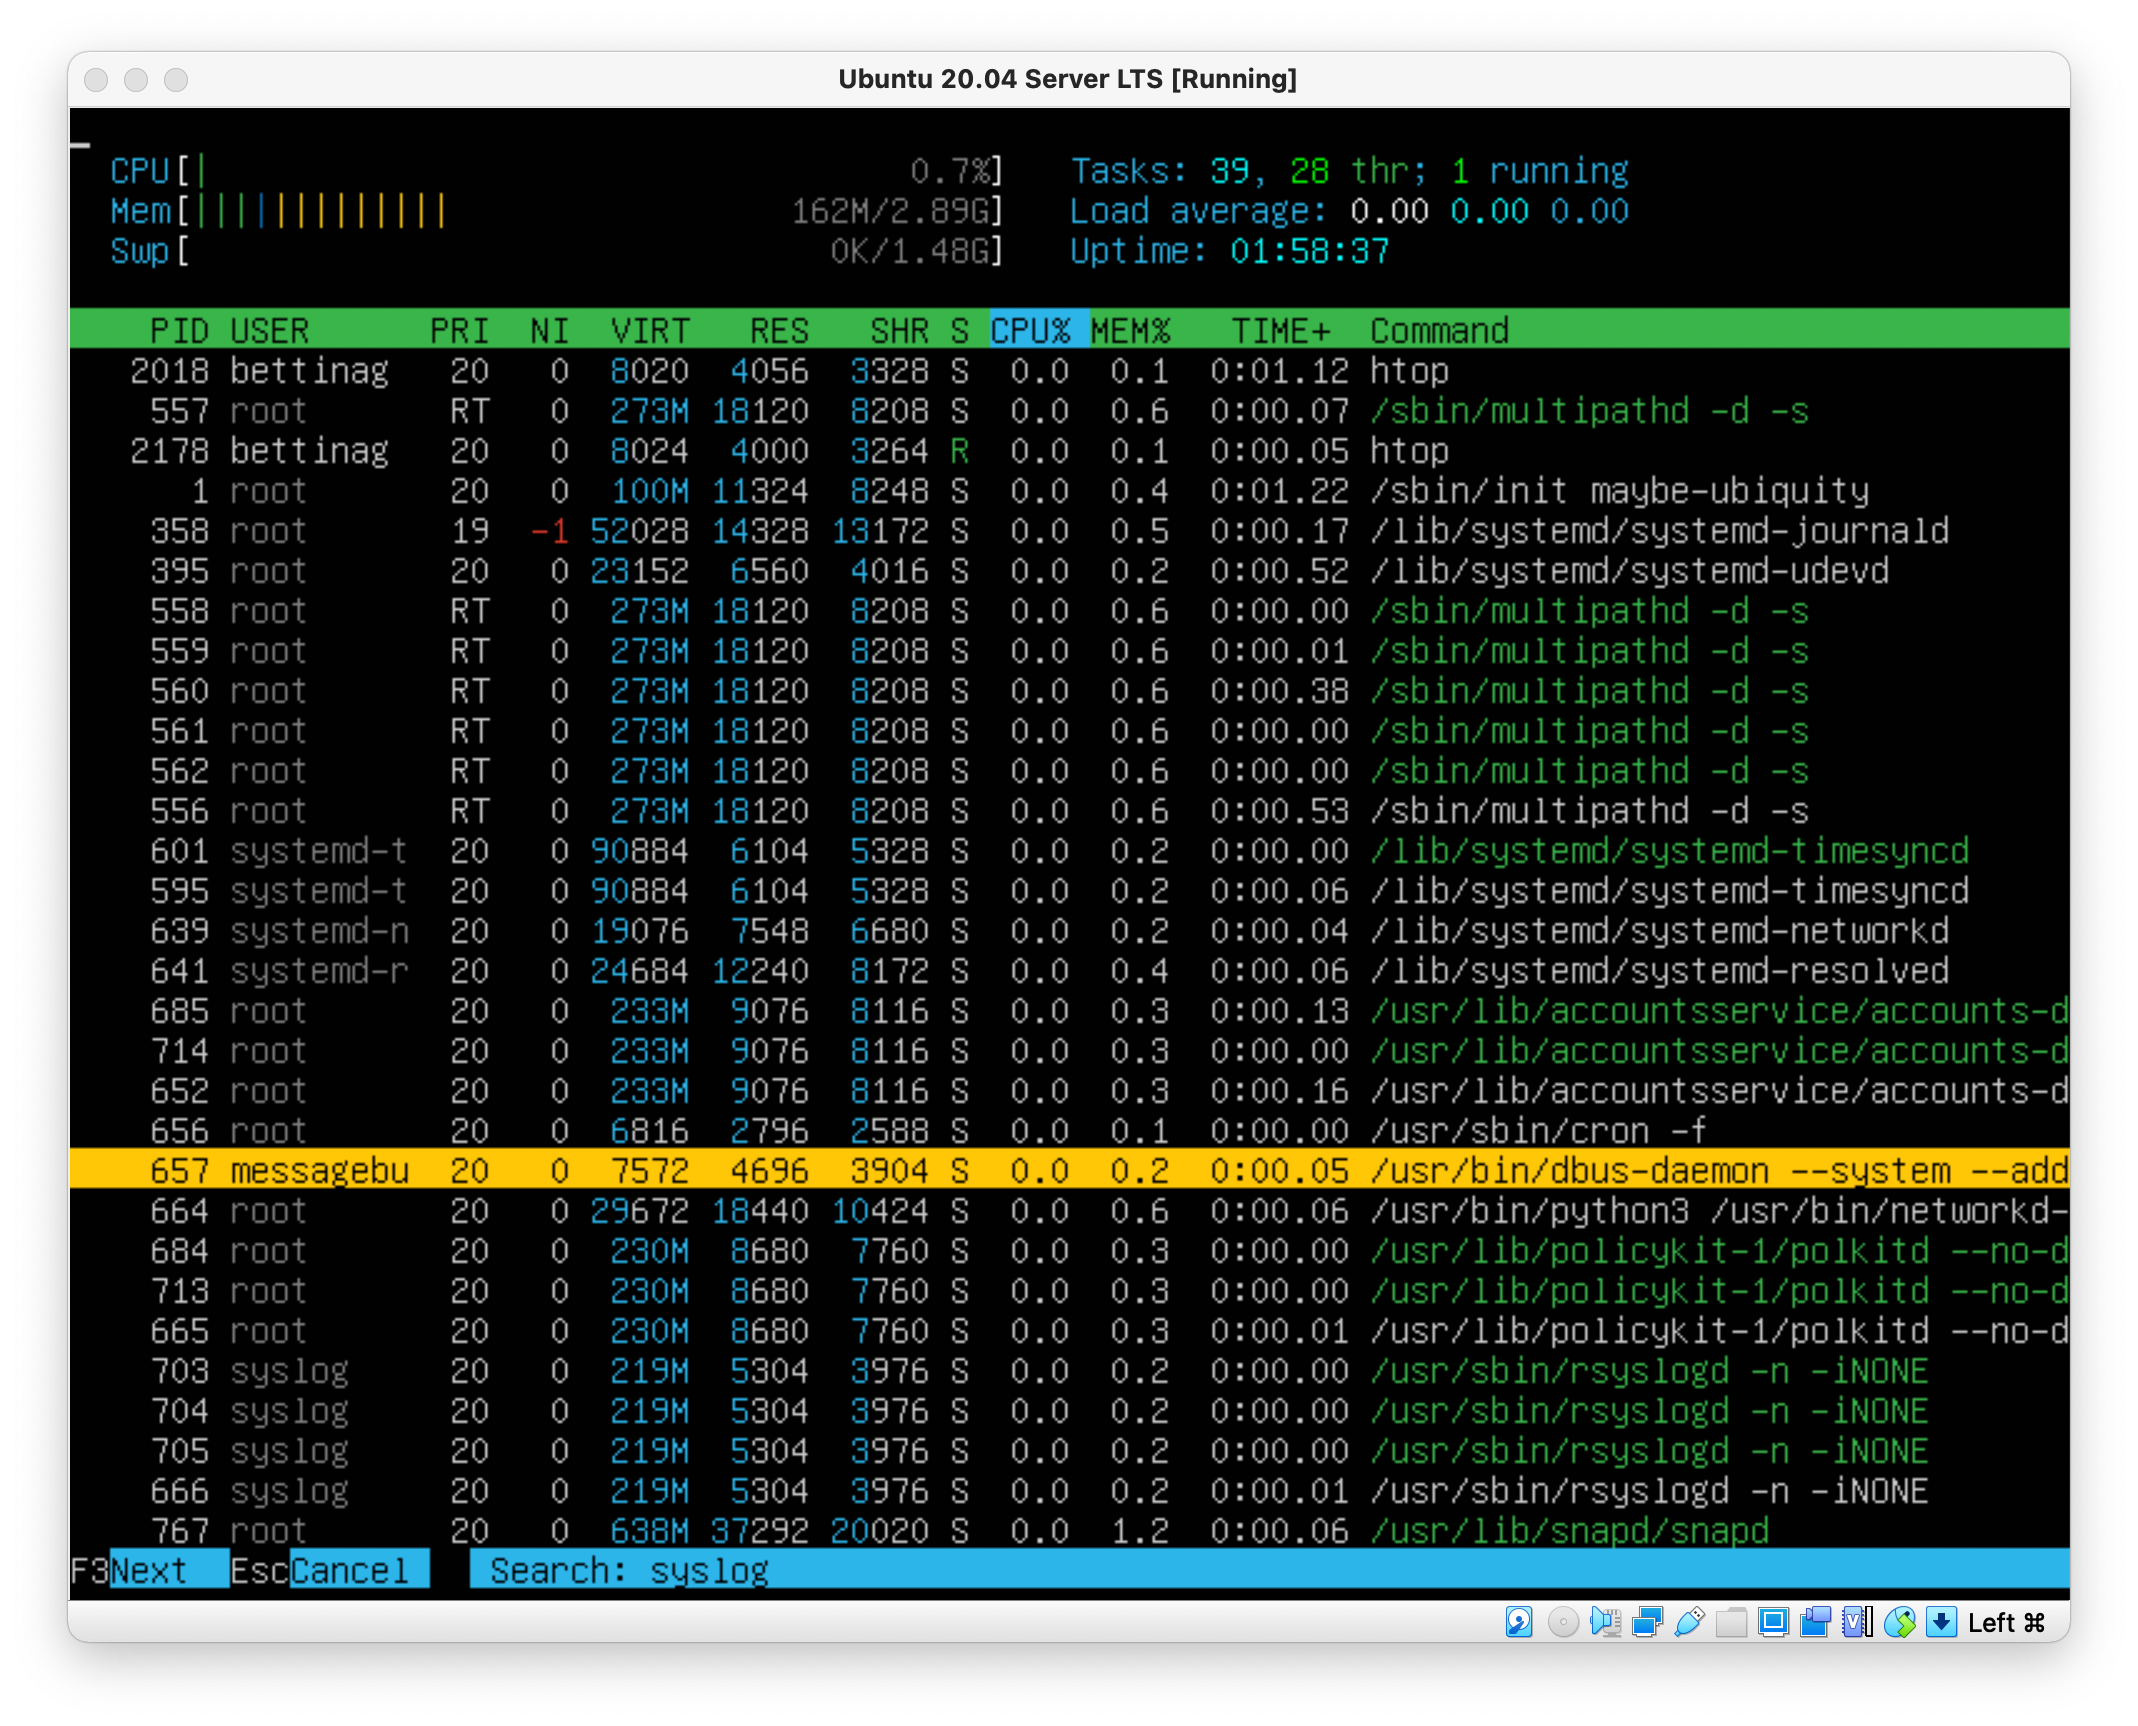 Ubuntu 20.04 Server LTS [Running]
CPU[| 0.7%] Tasks: 39, 28 thr; 1 running
Mem[||||||||||||| 162M/2.89G] Load average: 0.00 0.00 0.00
Swp[ 0K/1.48G] Uptime: 01:58:37
PID USER PRI NI VIRT RES SHR S CPU% MEM% TIME+ Command
2018 bettinag 20 0 8020 4056 3328 S 0.0 0.1 0:01.12 htop
557 root RT 0 273M 18120 8208 S 0.0 0.6 0:00.07 /sbin/multipathd -d -s
2178 bettinag 20 0 8024 4000 3264 R 0.0 0.1 0:00.05 htop
1 root 20 0 100M 11324 8248 S 0.0 0.4 0:01.22 /sbin/init maybe-ubiquity
358 root 19 -1 52028 14328 13172 S 0.0 0.5 0:00.17 /lib/systemd/systemd-journald
395 root 20 0 23152 6560 4016 S 0.0 0.2 0:00.52 /lib/systemd/systemd-udevd
558 root RT 0 273M 18120 8208 S 0.0 0.6 0:00.00 /sbin/multipathd -d -s
559 root RT 0 273M 18120 8208 S 0.0 0.6 0:00.01 /sbin/multipathd -d -s
560 root RT 0 273M 18120 8208 S 0.0 0.6 0:00.38 /sbin/multipathd -d -s
561 root RT 0 273M 18120 8208 S 0.0 0.6 0:00.00 /sbin/multipathd -d -s
562 root RT 0 273M 18120 8208 S 0.0 0.6 0:00.00 /sbin/multipathd -d -s
556 root RT 0 273M 18120 8208 S 0.0 0.6 0:00.53 /sbin/multipathd -d -s
601 systemd-t 20 0 90884 6104 5328 S 0.0 0.2 0:00.00 /lib/systemd/systemd-timesyncd
595 systemd-t 20 0 90884 6104 5328 S 0.0 0.2 0:00.06 /lib/systemd/systemd-timesyncd
639 systemd-n 20 0 19076 7548 6680 S 0.0 0.2 0:00.04 /lib/systemd/systemd-networkd
641 systemd-r 20 0 24684 12240 8172 S 0.0 0.4 0:00.06 /lib/systemd/systemd-resolved
685 root 20 0 233M 9076 8116 S 0.0 0.3 0:00.13 /usr/lib/accountsservice/accounts-d
714 root 20 0 233M 9076 8116 S 0.0 0.3 0:00.00 /usr/lib/accountsservice/accounts-d
652 root 20 0 233M 9076 8116 S 0.0 0.3 0:00.16 /usr/lib/accountsservice/accounts-d
656 root 20 0 6816 2796 2588 S 0.0 0.1 0:00.00 /usr/sbin/cron -f
657 messagebu 20 0 7572 4696 3904 S 0.0 0.2 0:00.05 /usr/bin/dbus-daemon --system --add
664 root 20 0 29672 18440 10424 S 0.0 0.6 0:00.06 /usr/bin/python3 /usr/bin/networkd-
684 root 20 0 230M 8680 7760 S 0.0 0.3 0:00.00 /usr/lib/policykit-1/polkitd --no-d
713 root 20 0 230M 8680 7760 S 0.0 0.3 0:00.00 /usr/lib/policykit-1/polkitd --no-d
665 root 20 0 230M 8680 7760 S 0.0 0.3 0:00.01 /usr/lib/policykit-1/polkitd --no-d
703 syslog 20 0 219M 5304 3976 S 0.0 0.2 0:00.00 /usr/sbin/rsyslogd -n -iNONE
704 syslog 20 0 219M 5304 3976 S 0.0 0.2 0:00.00 /usr/sbin/rsyslogd -n -iNONE
705 syslog 20 0 219M 5304 3976 S 0.0 0.2 0:00.00 /usr/sbin/rsyslogd -n -iNONE
666 syslog 20 0 219M 5304 3976 S 0.0 0.2 0:00.01 /usr/sbin/rsyslogd -n -iNONE
767 root 20 0 638M 37292 20020 S 0.0 1.2 0:00.06 /usr/lib/snapd/snapd
F3Next EscCancel Search: syslog
Left ⌘